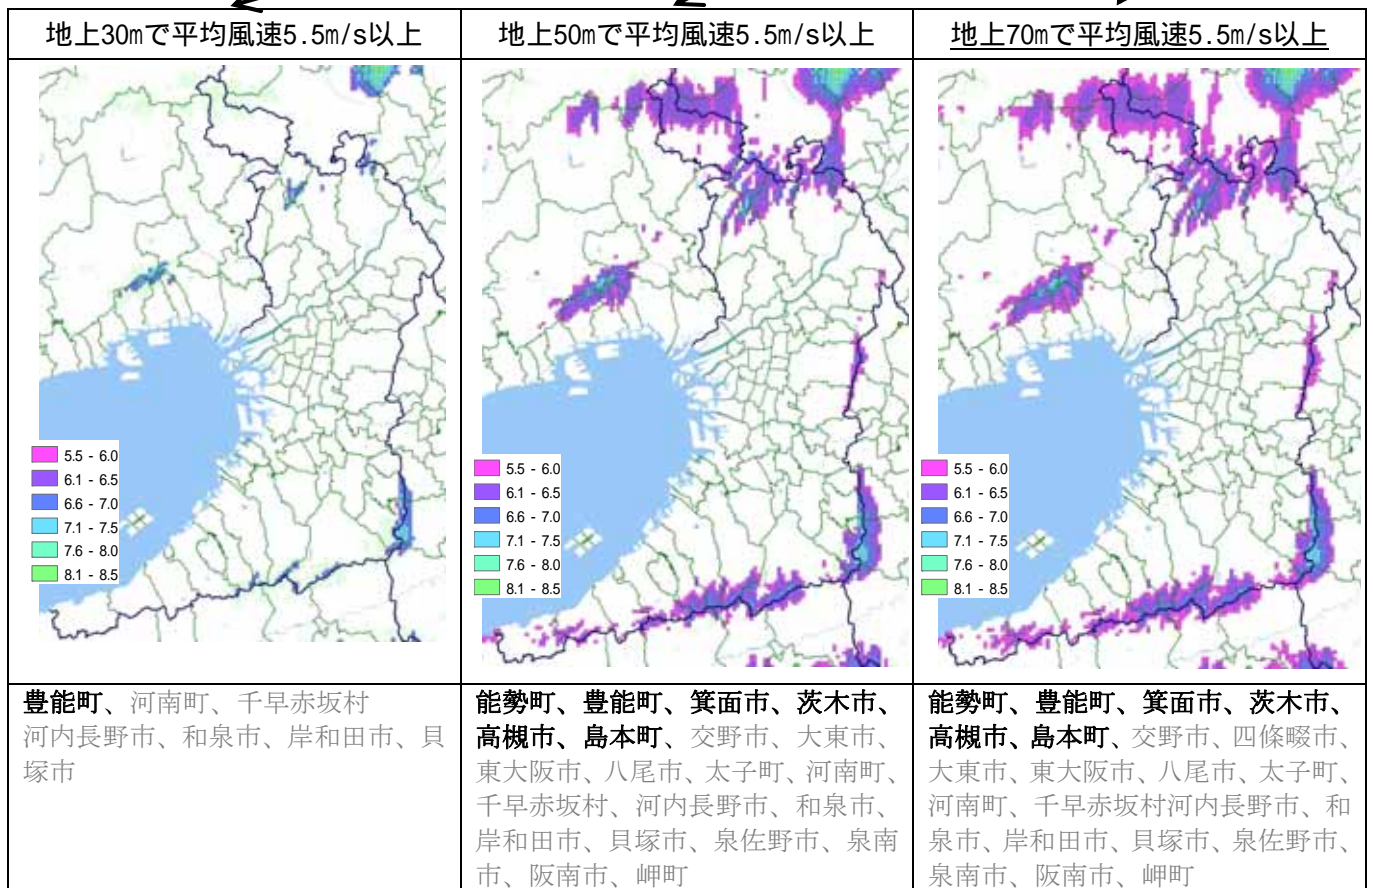 地上30mで平均風速5.5m/s以上
地上50mで平均風速5.5m/s以上
地上70mで平均風速5.5m/s以上
5.5 - 6.0
6.1 - 6.5
6.6 - 7.0
7.1 - 7.5
7.6 - 8.0
8.1 - 8.5
5.5 - 6.0
6.1 - 6.5
6.6 - 7.0
7.1 - 7.5
7.6 - 8.0
8.1 - 8.5
5.5 - 6.0
6.1 - 6.5
6.6 - 7.0
7.1 - 7.5
7.6 - 8.0
8.1 - 8.5
豊能町、河南町、千早赤坂村
河内長野市、和泉市、岸和田市、貝
塚市
能勢町、豊能町、箕面市、茨木市、
高槻市、島本町、交野市、大東市、
東大阪市、八尾市、太子町、河南町、
千早赤坂村、河内長野市、和泉市、
岸和田市、貝塚市、泉佐野市、泉南
市、阪南市、岬町
能勢町、豊能町、箕面市、茨木市、
高槻市、島本町、交野市、四條畷市、
大東市、東大阪市、八尾市、太子町、
河南町、千早赤坂村河内長野市、和
泉市、岸和田市、貝塚市、泉佐野市、
泉南市、阪南市、岬町